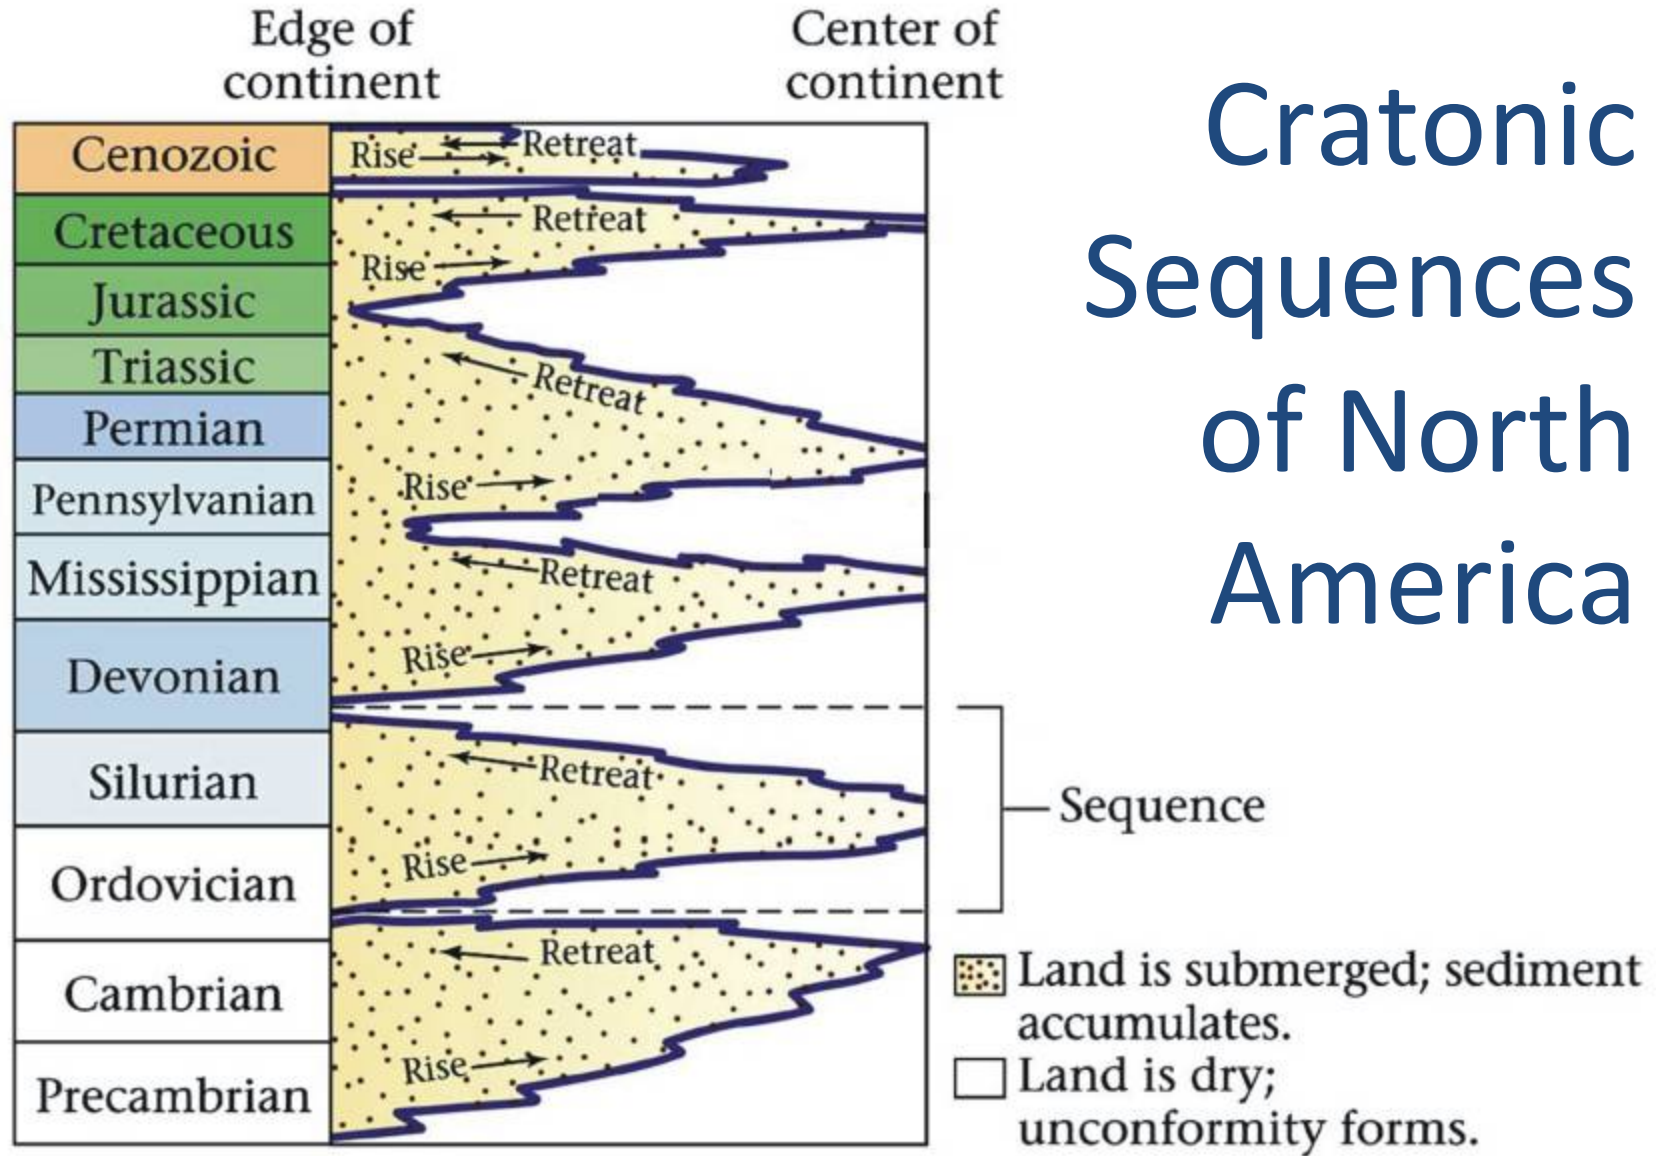 Edge of
continent
Center of
continent
Cratonic
Sequences
of North
America
Cenozoic
Cretaceous
Jurassic
Triassic
Permian
Pennsylvanian
Mississippian
Devonian
Silurian
Ordovician
Cambrian
Precambrian
Retreat
Rise
Retreat
Rise
Retreat
Rise
Retreat
Rise
Retreat
Rise
Retreat
Rise
Sequence
Land is submerged; sediment
accumulates.
Land is dry;
unconformity forms.